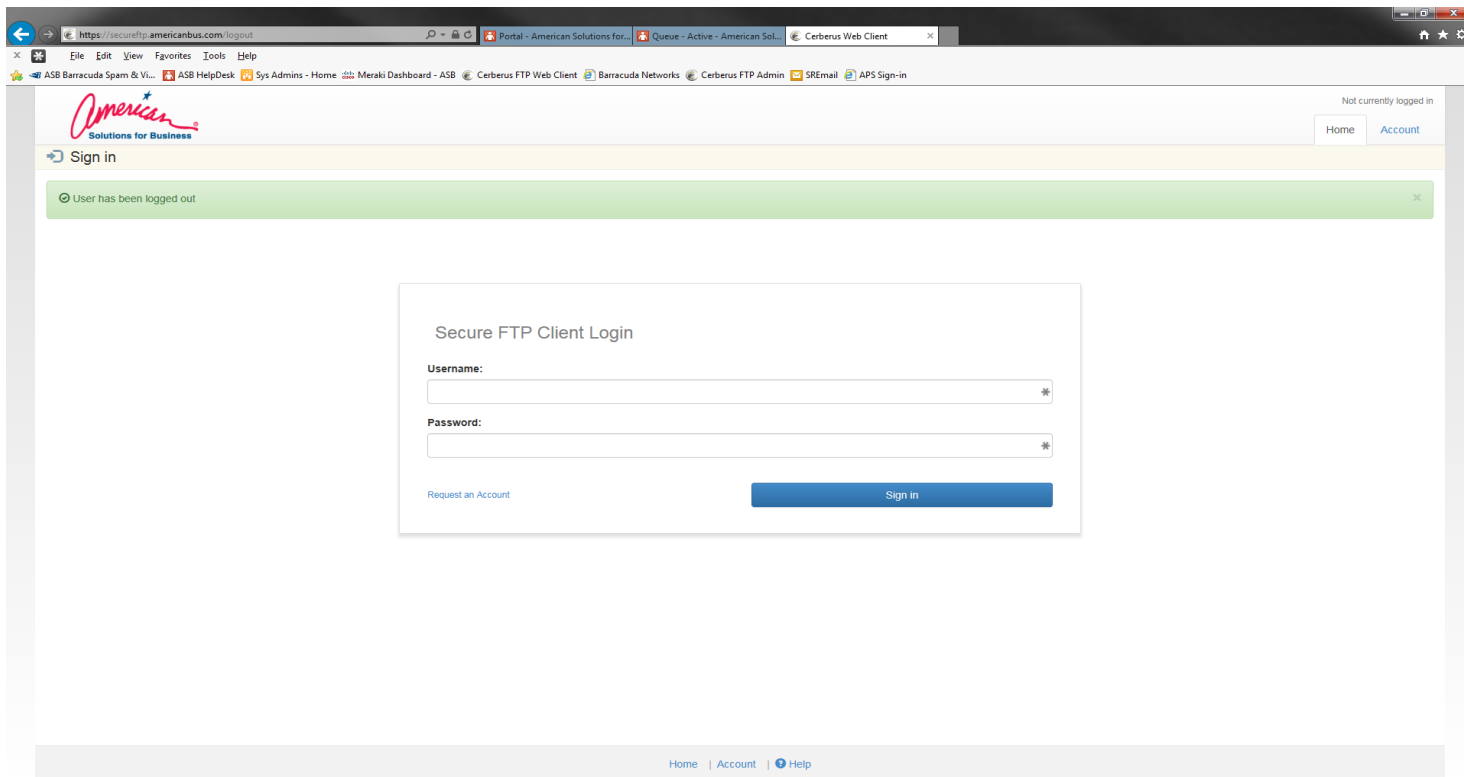 https://secureftp.americanbus.com/logout
Portal - American Solutions for...
Queue - Active - American Sol...
Cerberus Web Client
File Edit View Favorites Tools Help
ASB Barracuda Spam & Vi... ASB HelpDesk Sys Admins - Home Meraki Dashboard - ASB Cerberus FTP Web Client Barracuda Networks Cerberus FTP Admin SREmail APS Sign-in
American
Solutions for Business
Not currently logged in
Home Account
Sign in
User has been logged out
Secure FTP Client Login
Username:
Password:
Request an Account
Sign in
Home | Account | Help